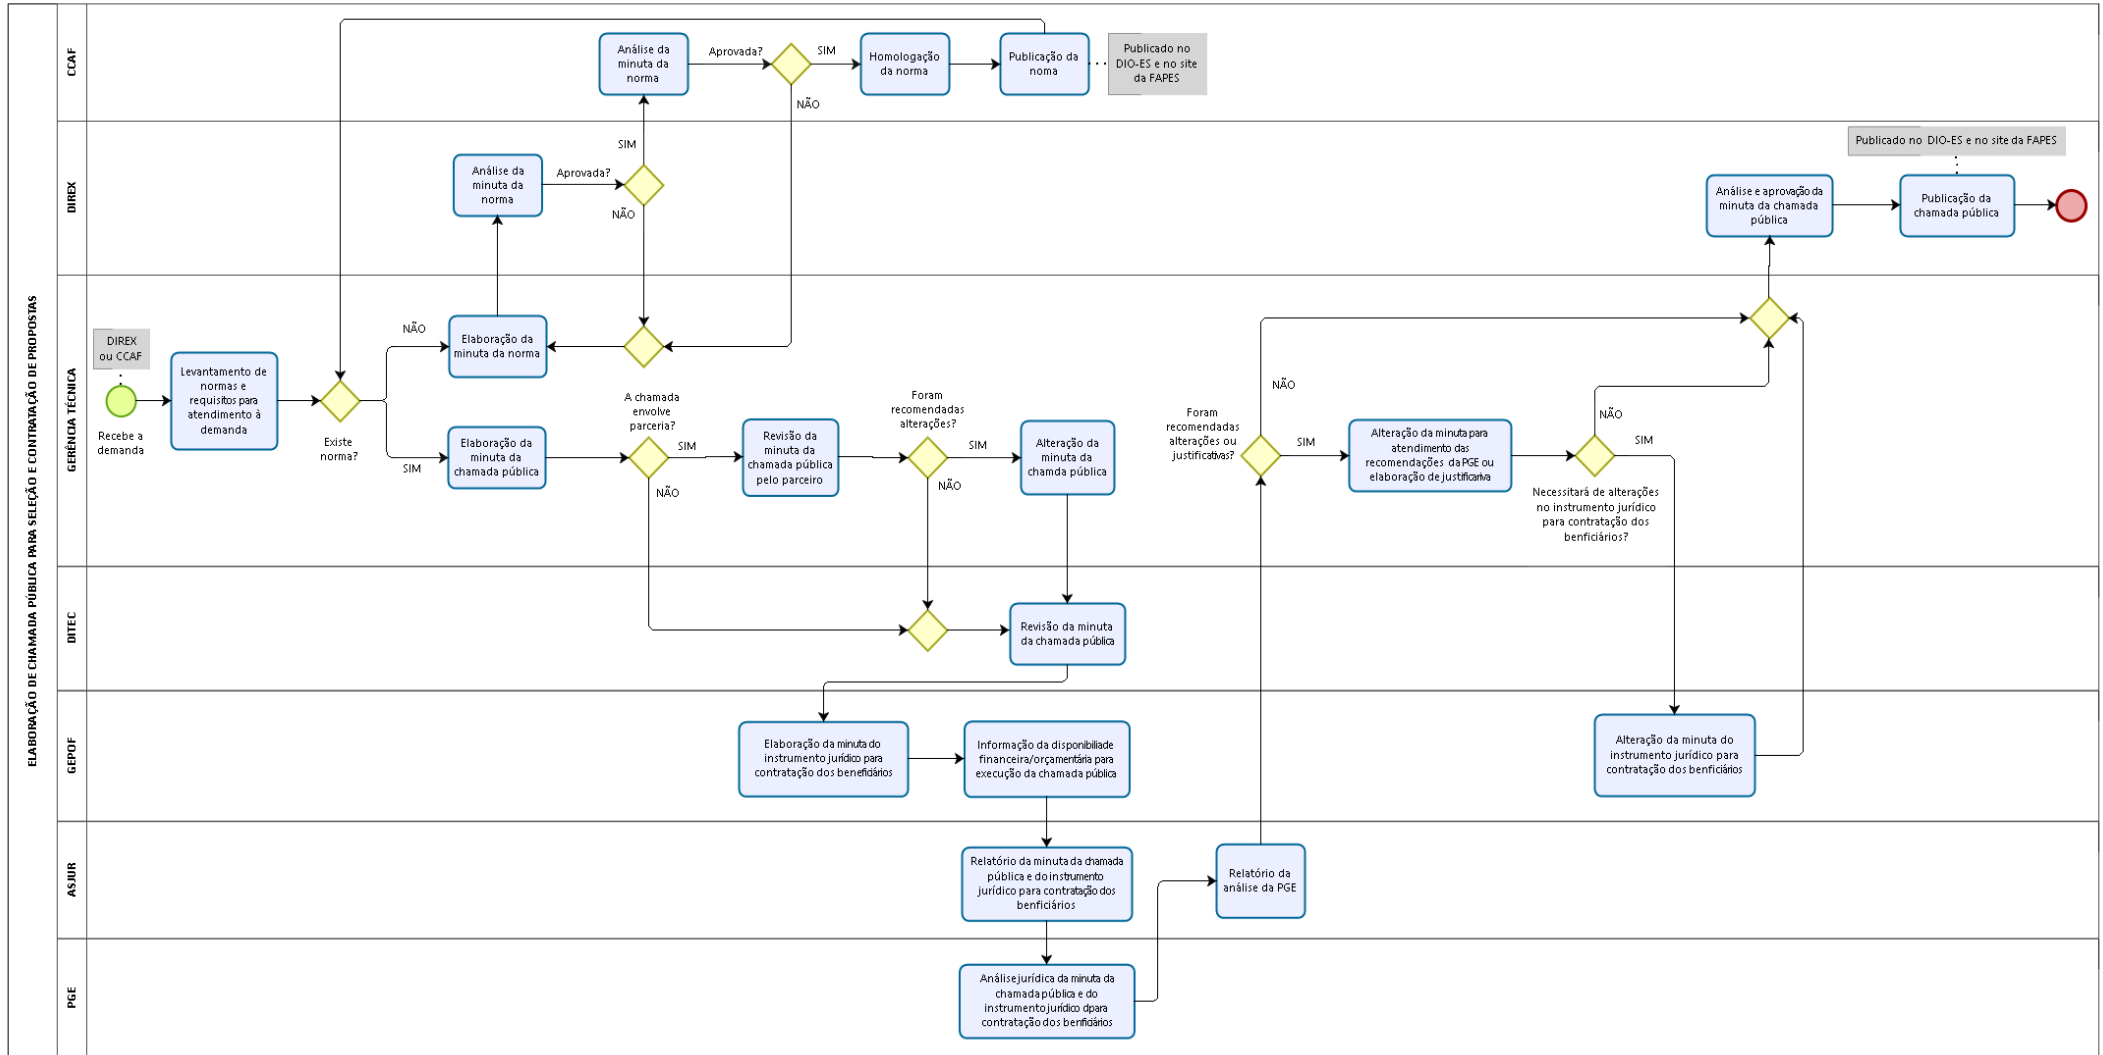 ELABORAÇÃO DE CHAMADA PÚBLICA PARA SELEÇÃO E CONTRATAÇÃO DE PROPOSTAS
CCAF
Análise da
minuta da
norma
Aprovada?
SIM
NÃO
Homologação
da norma
Publicação da
noma
Publicado no
DIO-ES e no site
da FAPES
DIREX
Análise da
minuta da
norma
Aprovada?
SIM
NÃO
Publicado no DIO-ES e no site da FAPES
Análise e aprovação da
minuta da chamada
pública
Publicação da
chamada pública
GERÊNCIA TÉCNICA
DIREX
ou CCAF
Recebe a
demanda
Levantamento de
normas e
requisitos para
atendimento à
demanda
Existe
norma?
NÃO
SIM
Elaboração da
minuta da norma
Elaboração da
minuta da
chamada pública
A chamada
envolve
parceria?
SIM
NÃO
Revisão da
minuta da
chamada pública
pelo parceiro
Foram
recomendadas
alterações?
SIM
NÃO
Alteração da
minuta da
chamda pública
Foram
recomendadas
alterações ou
justificativas?
NÃO
SIM
Alteração da minuta para
atendimento das
recomendações da PGE ou
elaboração de justificariva
NÃO
SIM
Necessitará de alterações
no instrumento jurídico
para contratação dos
benficiários?
DITEC
Revisão da minuta
da chamada pública
GEPOF
Elaboração da minuta do
instrumento jurídico para
contratação dos beneficiários
Informação da disponibiliade
financeira/orçamentária para
execução da chamada pública
Alteração da minuta do
instrumento jurídico para
contratação dos benficiários
ASJUR
Relatório da minuta da chamada
pública e do instrumento
jurídico para contratação dos
benficiários
Relatório da
análise da PGE
PGE
Análise jurídica da minuta da
chamada pública e do
instrumento jurídico dpara
contratação dos benficiários